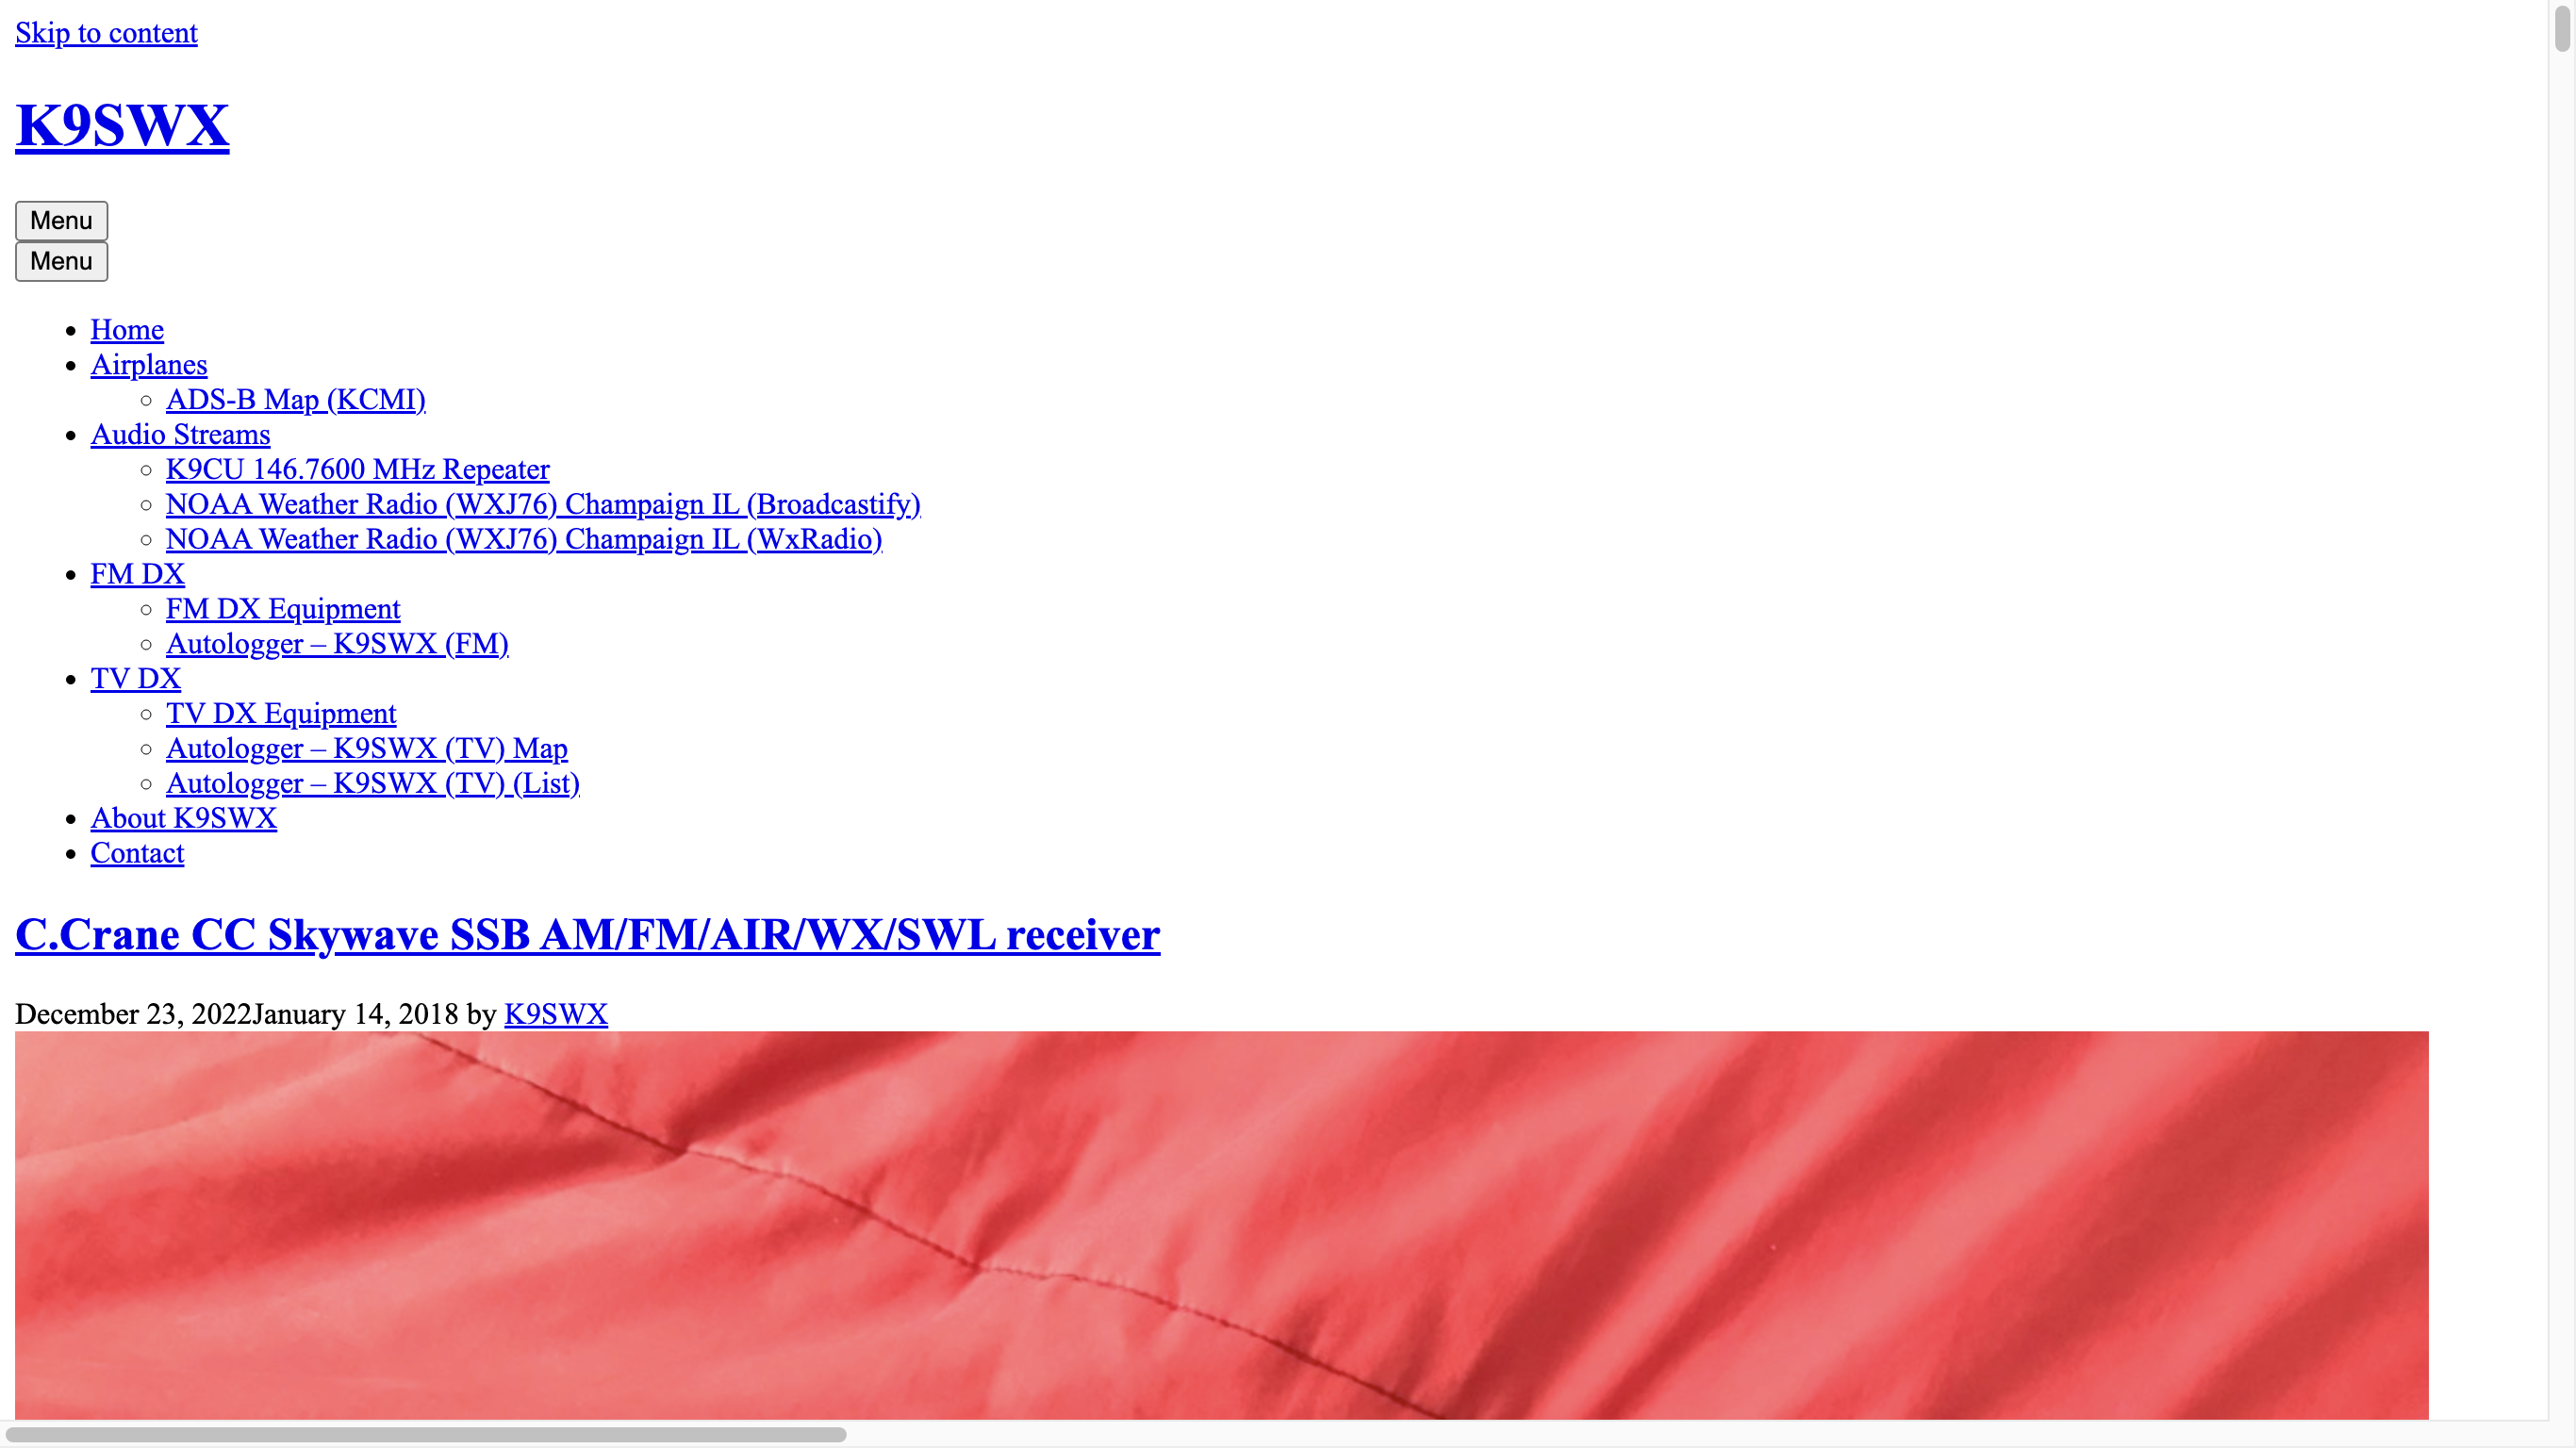 Skip to content
K9SWX
Menu
Menu
Home
Airplanes
ADS-B Map (KCMI)
Audio Streams
K9CU 146.7600 MHz Repeater
NOAA Weather Radio (WXJ76) Champaign IL (Broadcastify)
NOAA Weather Radio (WXJ76) Champaign IL (WxRadio)
FM DX
FM DX Equipment
Autologger – K9SWX (FM)
TV DX
TV DX Equipment
Autologger – K9SWX (TV) Map
Autologger – K9SWX (TV) (List)
About K9SWX
Contact
C.Crane CC Skywave SSB AM/FM/AIR/WX/SWL receiver
December 23, 2022January 14, 2018 by K9SWX